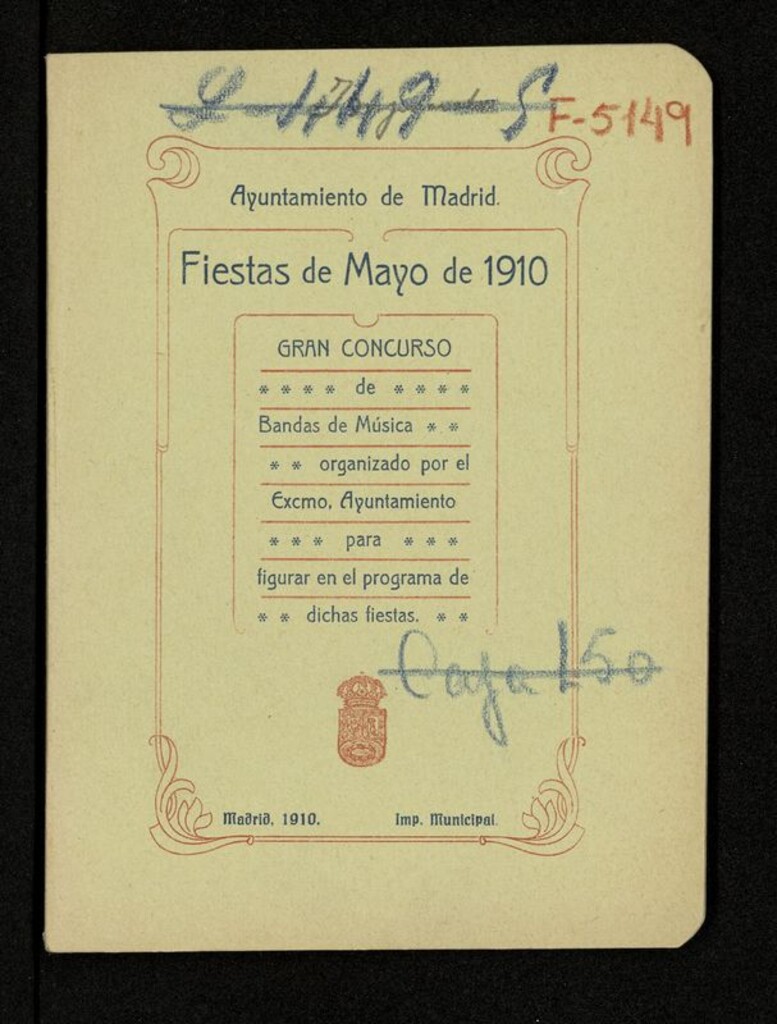 F-5149
Ayuntamiento de Madrid.
Fiestas de Mayo de 1910
GRAN CONCURSO
* * * * de * * * *
Bandas de Música * *
* * organizado por el
Excmo. Ayuntamiento
* * * para * * *
figurar en el programa de
* * dichas fiestas. * *
Caja 150
Madrid, 1910. Imp. Municipal.